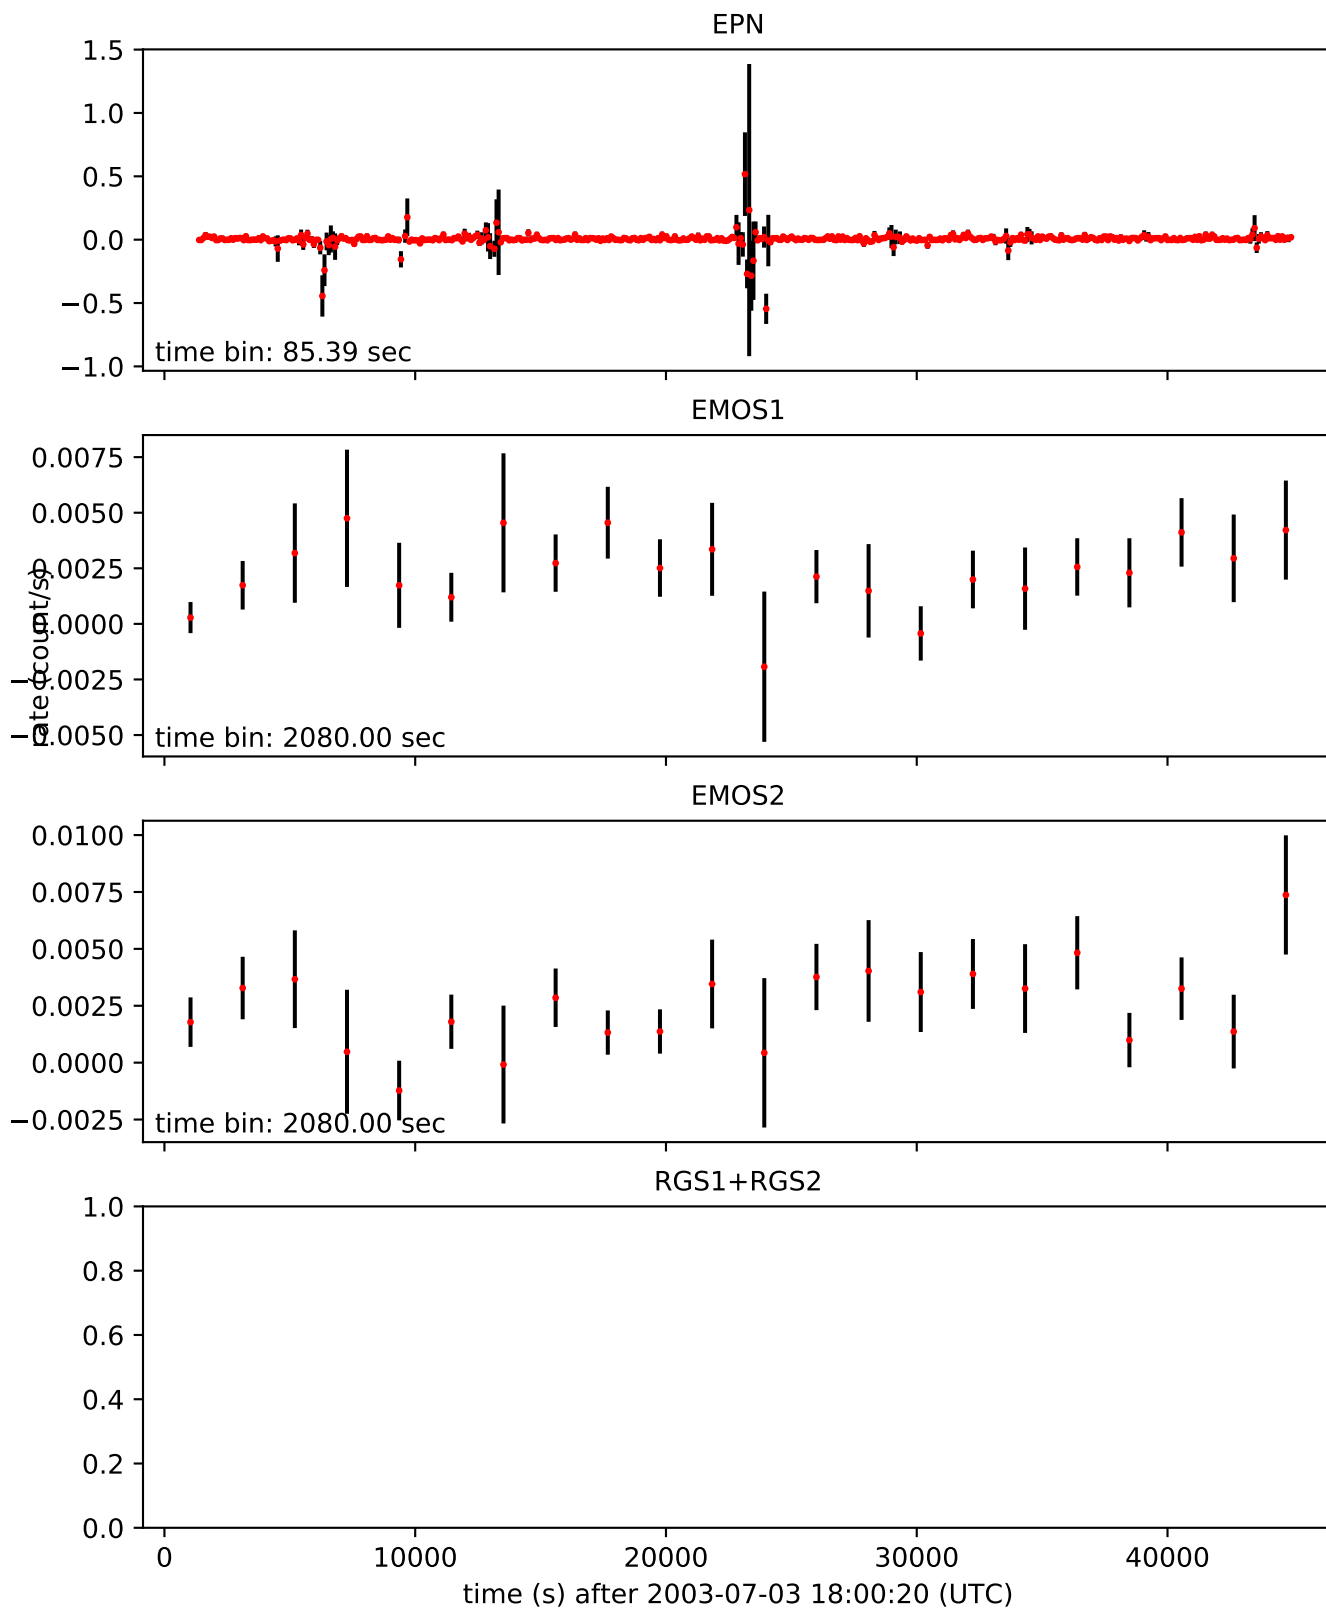 EPN
1.5
1.0
0.5
0.0
−0.5
−1.0
time bin: 85.39 sec
EMOS1
0.0075
0.0050
0.0025
0.0000
−0.0025
−0.0050
rate (count/s)
time bin: 2080.00 sec
EMOS2
0.0100
0.0075
0.0050
0.0025
0.0000
−0.0025
time bin: 2080.00 sec
RGS1+RGS2
1.0
0.8
0.6
0.4
0.2
0.0
0 10000 20000 30000 40000
time (s) after 2003-07-03 18:00:20 (UTC)